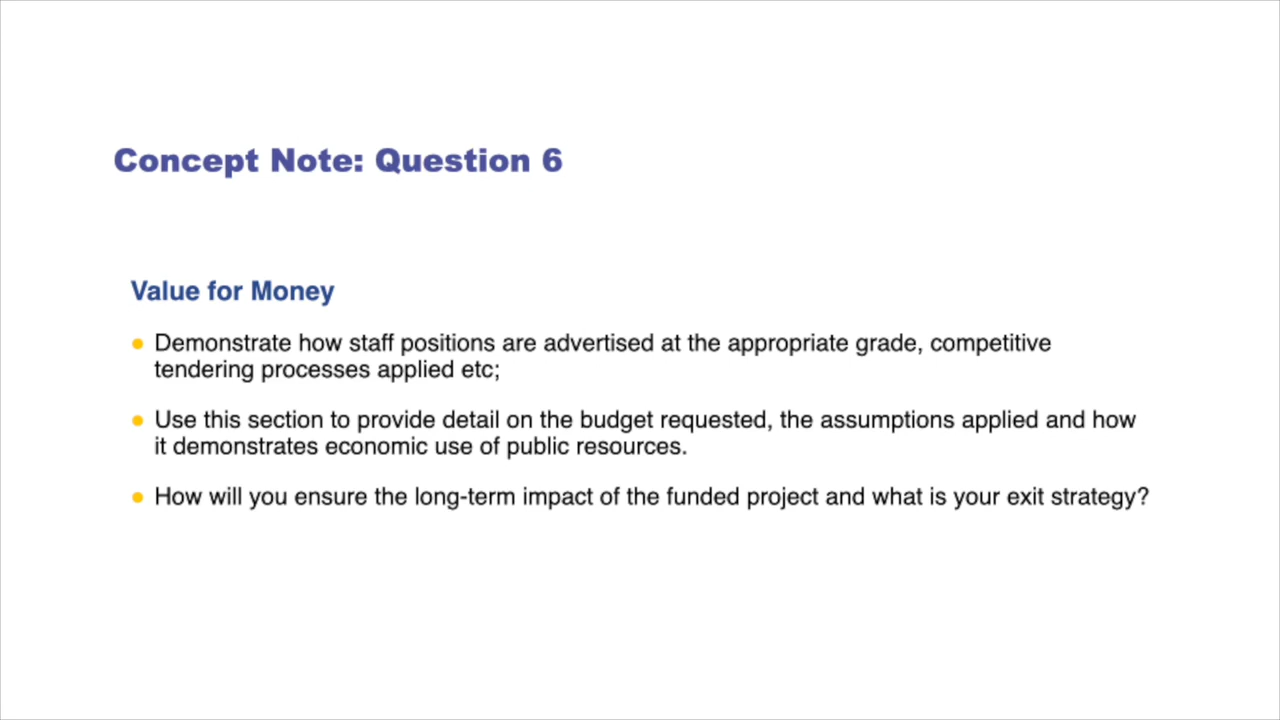 Concept Note: Question 6
Value for Money
● Demonstrate how staff positions are advertised at the appropriate grade, competitive
tendering processes applied etc;
● Use this section to provide detail on the budget requested, the assumptions applied and how
it demonstrates economic use of public resources.
● How will you ensure the long-term impact of the funded project and what is your exit strategy?